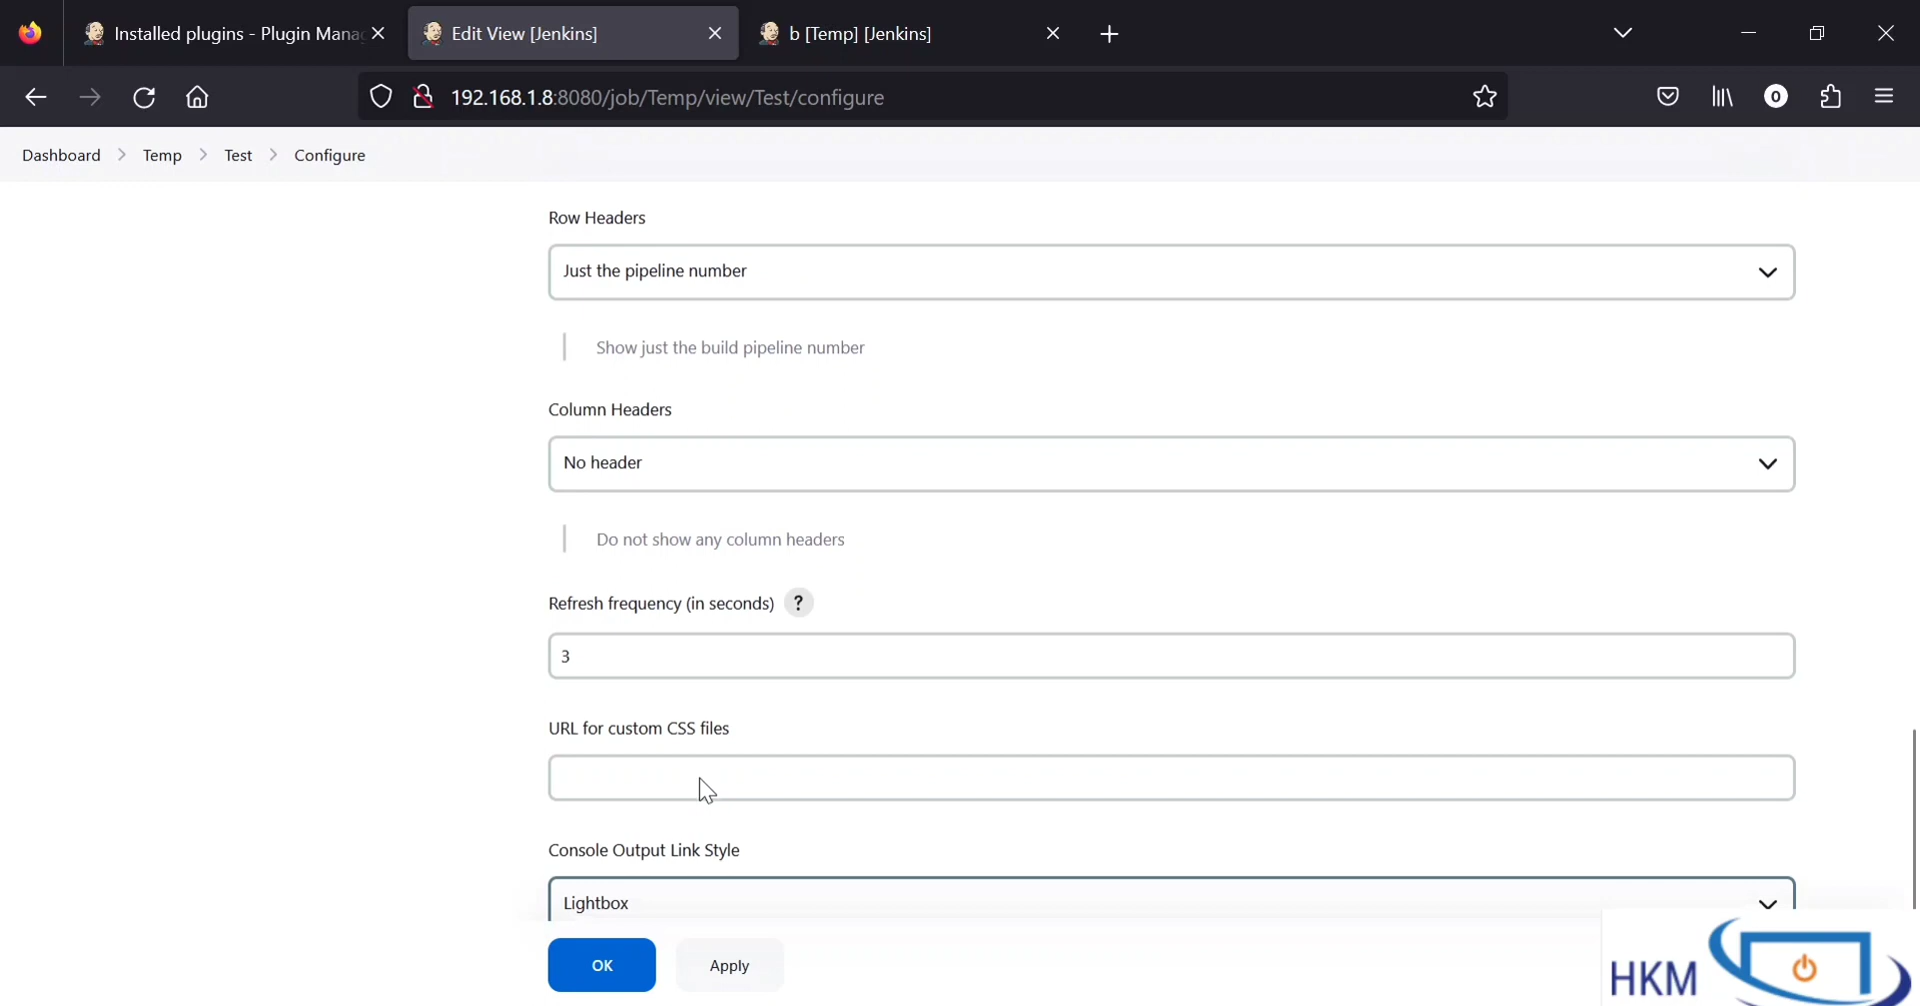 Installed plugins - Plugin Mana
Edit View [Jenkins]
b [Temp] [Jenkins]
192.168.1.8:8080/job/Temp/view/Test/configure
Dashboard
Temp
Test
Configure
Row Headers
Just the pipeline number
Show just the build pipeline number
Column Headers
No header
Do not show any column headers
Refresh frequency (in seconds) ?
3
URL for custom CSS files
Console Output Link Style
Lightbox
OK
Apply
HKM